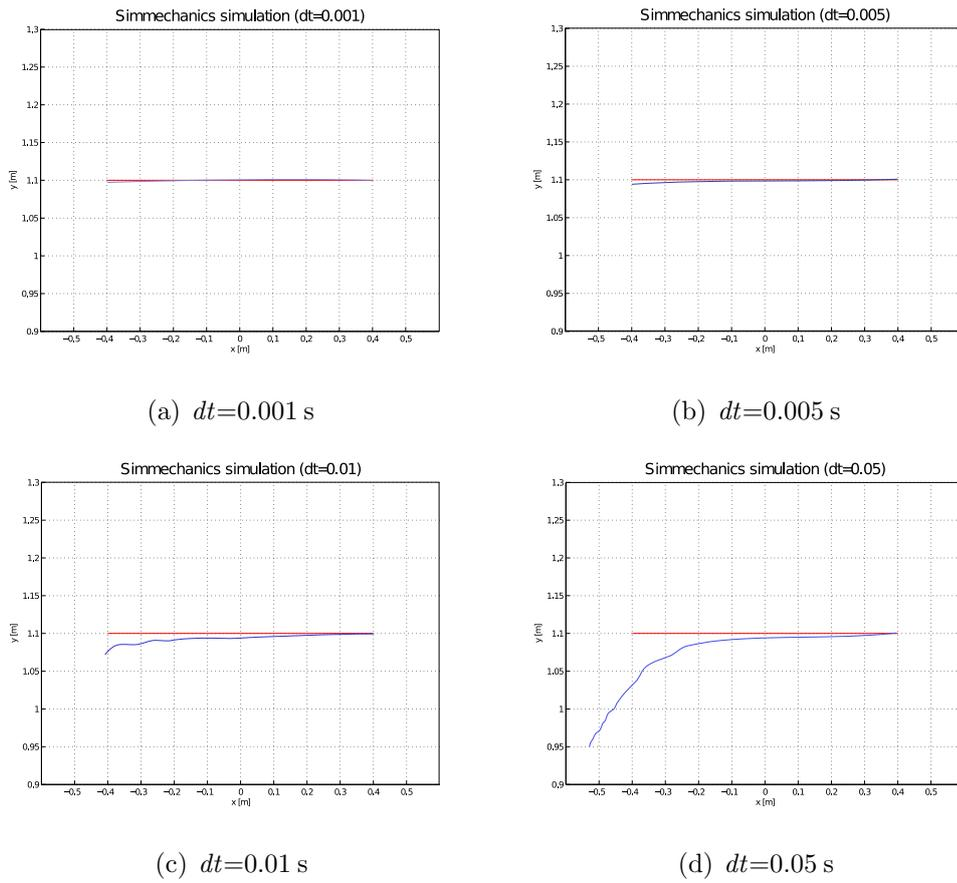 Simmechanics simulation (dt=0.001)
1,3
1,25
1,2
1,15
1,1
1,05
1
0,95
0,9
y [m]
−0,5 −0,4 −0,3 −0,2 −0,1 0 0,1 0,2 0,3 0,4 0,5
x [m]
(a) dt=0.001 s
Simmechanics simulation (dt=0.005)
1,3
1,25
1,2
1,15
1,1
1,05
1
0,95
0,9
y [m]
−0,5 −0,4 −0,3 −0,2 −0,1 0 0,1 0,2 0,3 0,4 0,5
x [m]
(b) dt=0.005 s
Simmechanics simulation (dt=0.01)
1,3
1,25
1,2
1,15
1,1
1,05
1
0,95
0,9
y [m]
−0,5 −0,4 −0,3 −0,2 −0,1 0 0,1 0,2 0,3 0,4 0,5
x [m]
(c) dt=0.01 s
Simmechanics simulation (dt=0.05)
1,3
1,25
1,2
1,15
1,1
1,05
1
0,95
0,9
y [m]
−0,5 −0,4 −0,3 −0,2 −0,1 0 0,1 0,2 0,3 0,4 0,5
x [m]
(d) dt=0.05 s